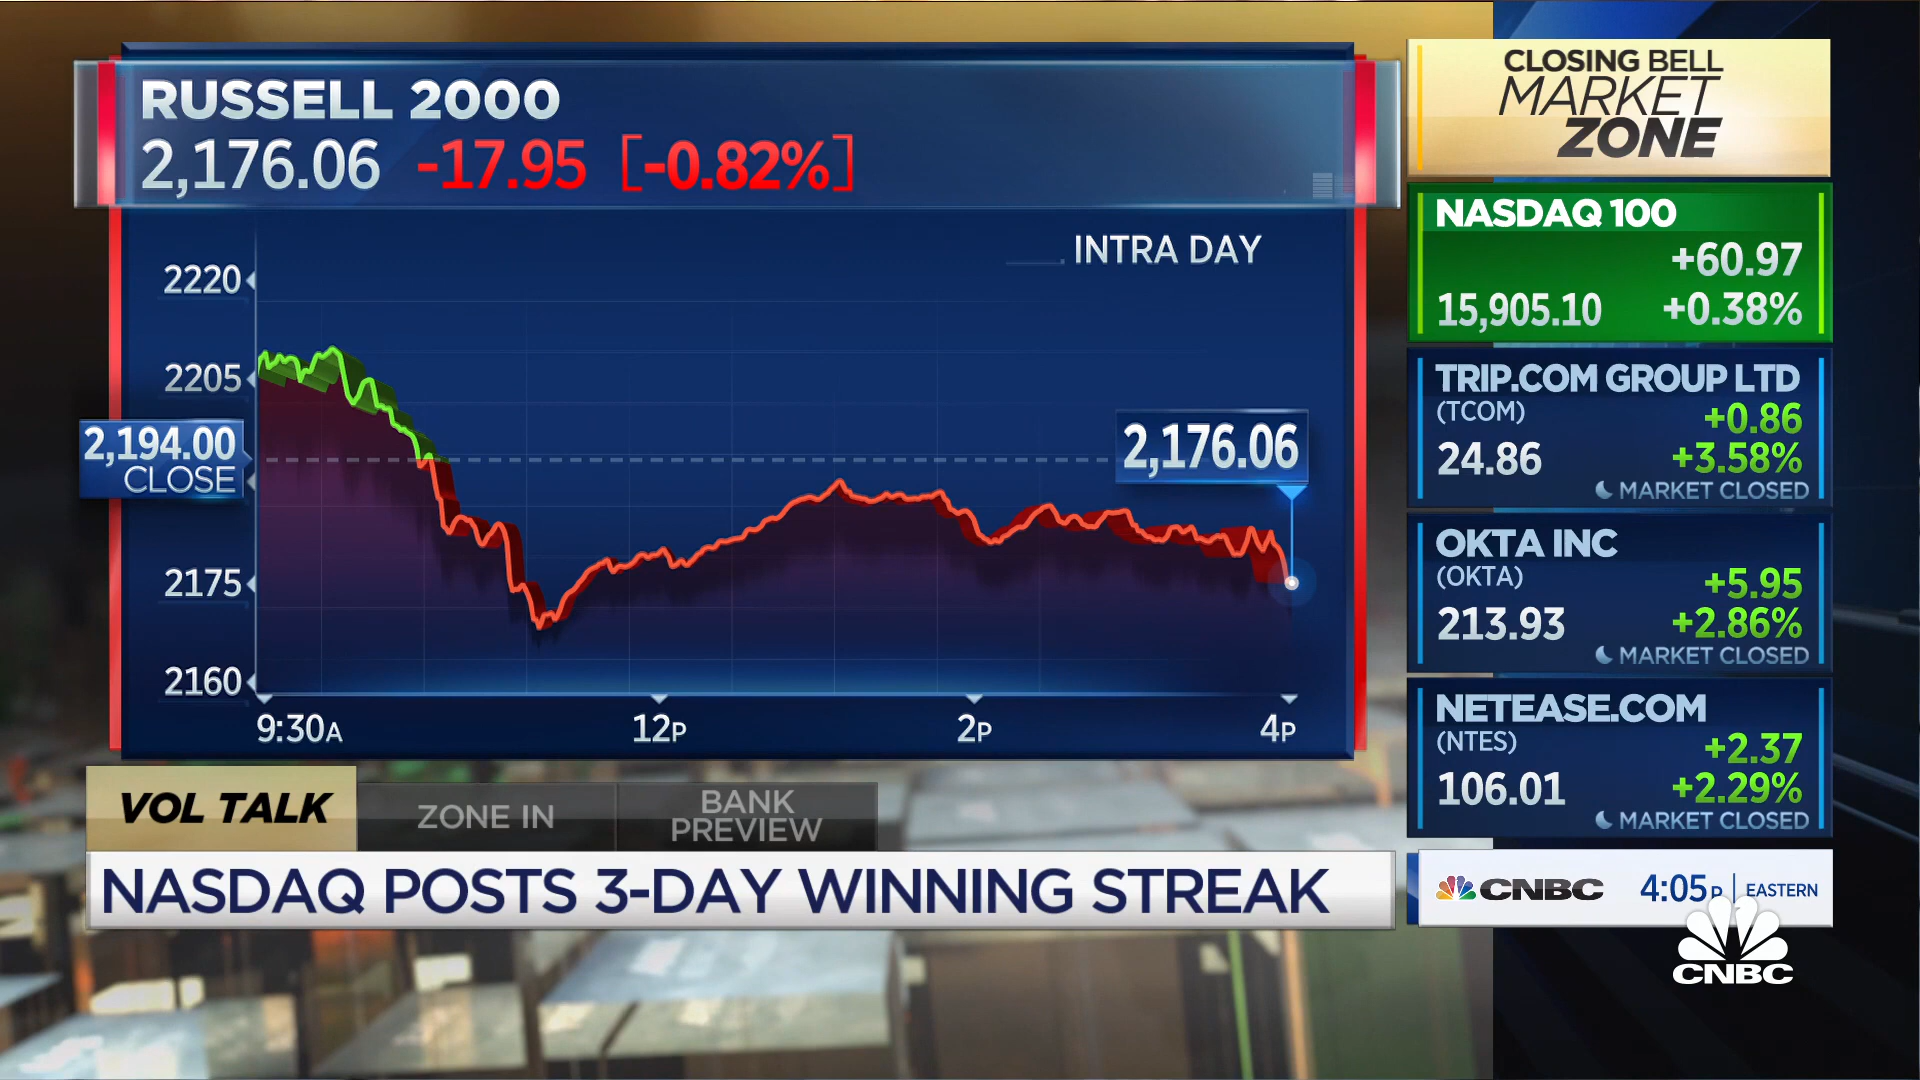 RUSSELL 2000
2,176.06 -17.95 [-0.82%]
INTRA DAY
2220
2205
2,194.00
CLOSE
2,176.06
2175
2160
9:30A 12P 2P 4P
VOL TALK
ZONE IN
BANK
PREVIEW
NASDAQ POSTS 3-DAY WINNING STREAK
CLOSING BELL
MARKET
ZONE
NASDAQ 100
+60.97
15,905.10 +0.38%
TRIP.COM GROUP LTD
(TCOM) +0.86
24.86 +3.58%
MARKET CLOSED
OKTA INC
(OKTA) +5.95
213.93 +2.86%
MARKET CLOSED
NETEASE.COM
(NTES) +2.37
106.01 +2.29%
MARKET CLOSED
CNBC 4:05P EASTERN
CNBC